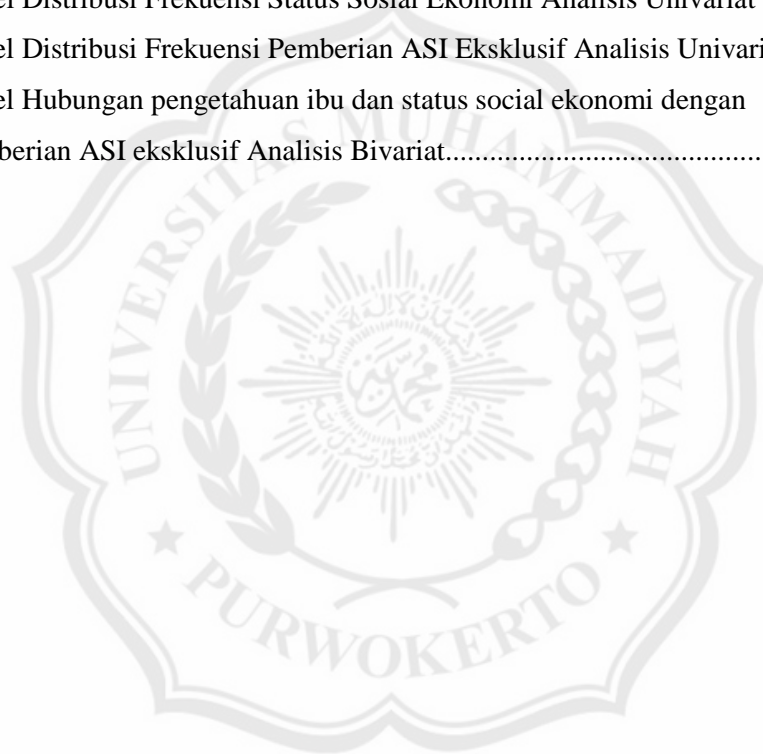 el Distribusi Frekuensi Status Sosial Ekonomi Analisis Univariat
el Distribusi Frekuensi Pemberian ASI Eksklusif Analisis Univari
el Hubungan pengetahuan ibu dan status social ekonomi dengan
berian ASI eksklusif Analisis Bivariat...........................................
UNIVERSITAS MUHAMMADIYAH
PURWOKERTO